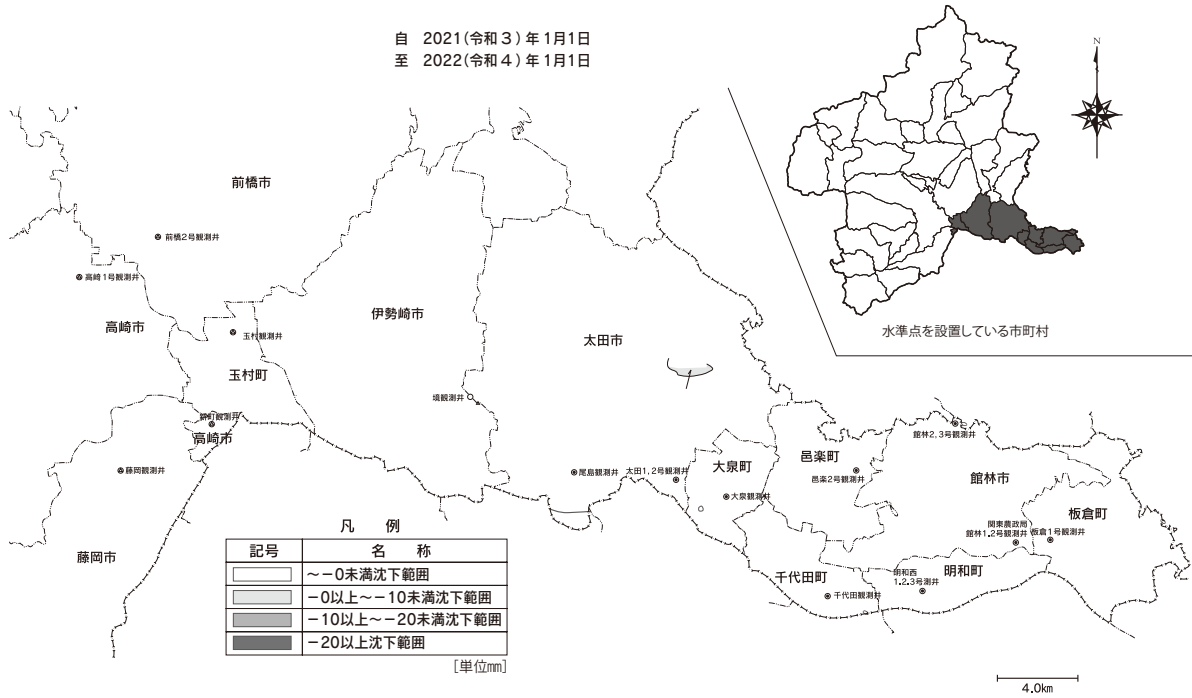 自 2021(令和3)年1月1日
至 2022(令和4)年1月1日
N
水準点を設置している市町村
前橋市
前橋2号観測井
高崎1号観測井
高崎市
玉村観測井
玉村町
伊勢崎市
太田市
境観測井
新町観測井
高崎市
藤岡観測井
藤岡市
尾島観測井
太田1,2号観測井
大泉町
大泉観測井
邑楽町
邑楽2号観測井
館林2,3号観測井
館林市
板倉町
関東農政局
館林1.2号観測井
板倉1号観測井
千代田町
千代田観測井
明和西
1.2.3号測井
明和町
凡 例
記号 名 称
~-0未満沈下範囲
-0以上~-10未満沈下範囲
-10以上~-20未満沈下範囲
-20以上沈下範囲
[単位mm]
4.0km